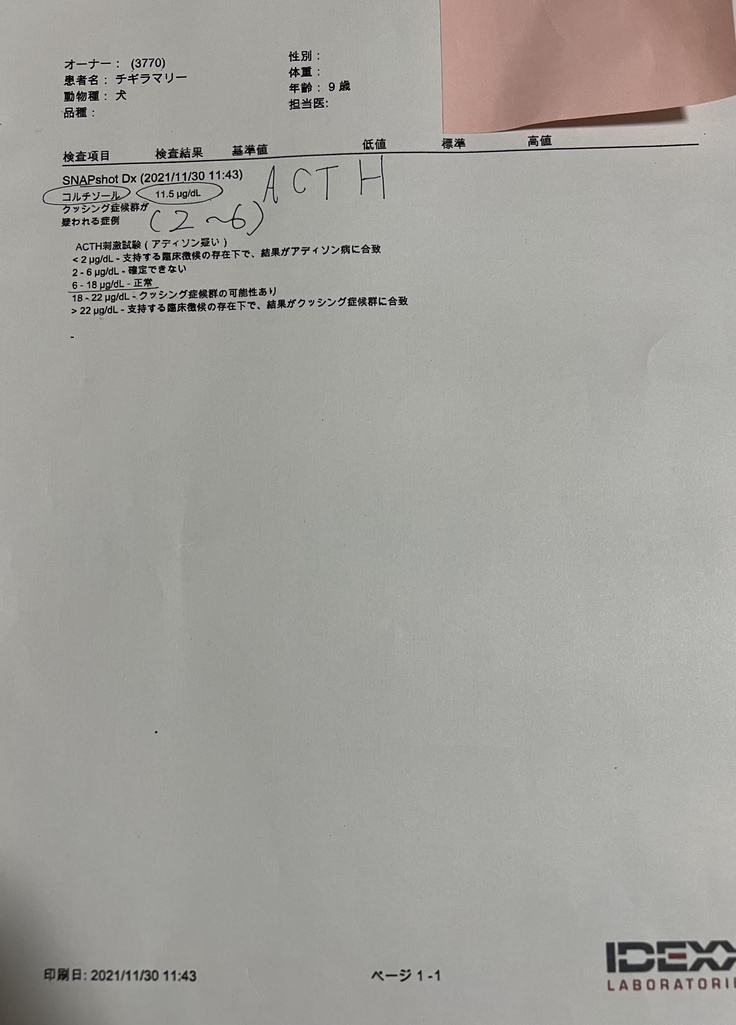 オーナー： (3770)
患者名： チギラマリー
動物種： 犬
品種：
性別：
体重：
年齢： 9 歳
担当医:
検査項目 検査結果 基準値 低値 標準 高値
SNAPshot Dx (2021/11/30 11:43)
コルチゾール 11.5 µg/dL
ACTH
クッシング症候群が
疑われる症例
(2～6)
ACTH刺激試験 ( アディソン疑い )
< 2 µg/dL - 支持する臨床徴候の存在下で、結果がアディソン病に合致
2 - 6 µg/dL - 確定できない
6 - 18 µg/dL - 正常
18 - 22 µg/dL - クッシング症候群の可能性あり
> 22 µg/dL - 支持する臨床徴候の存在下で、結果がクッシング症候群に合致
-
印刷日: 2021/11/30 11:43
ページ 1 -1
IDEXX
LABORATORIE